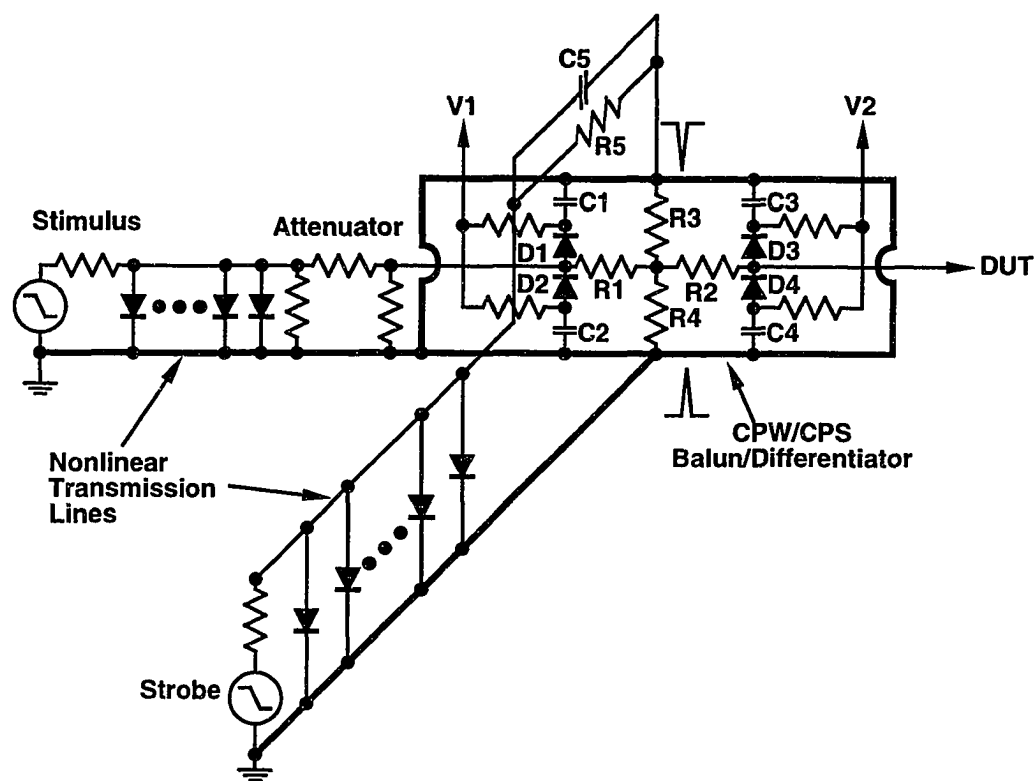 C5
V1
V2
R5
C1
C3
R3
Stimulus
Attenuator
D1
D3
DUT
R1
R2
D2
D4
R4
C2
C4
CPW/CPS
Balun/Differentiator
Nonlinear
Transmission
Lines
Strobe